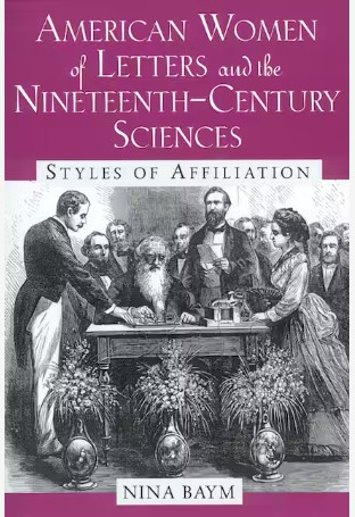 AMERICAN WOMEN
of LETTERS and the
NINETEENTH-CENTURY
SCIENCES
STYLES OF AFFILIATION
NINA BAYM